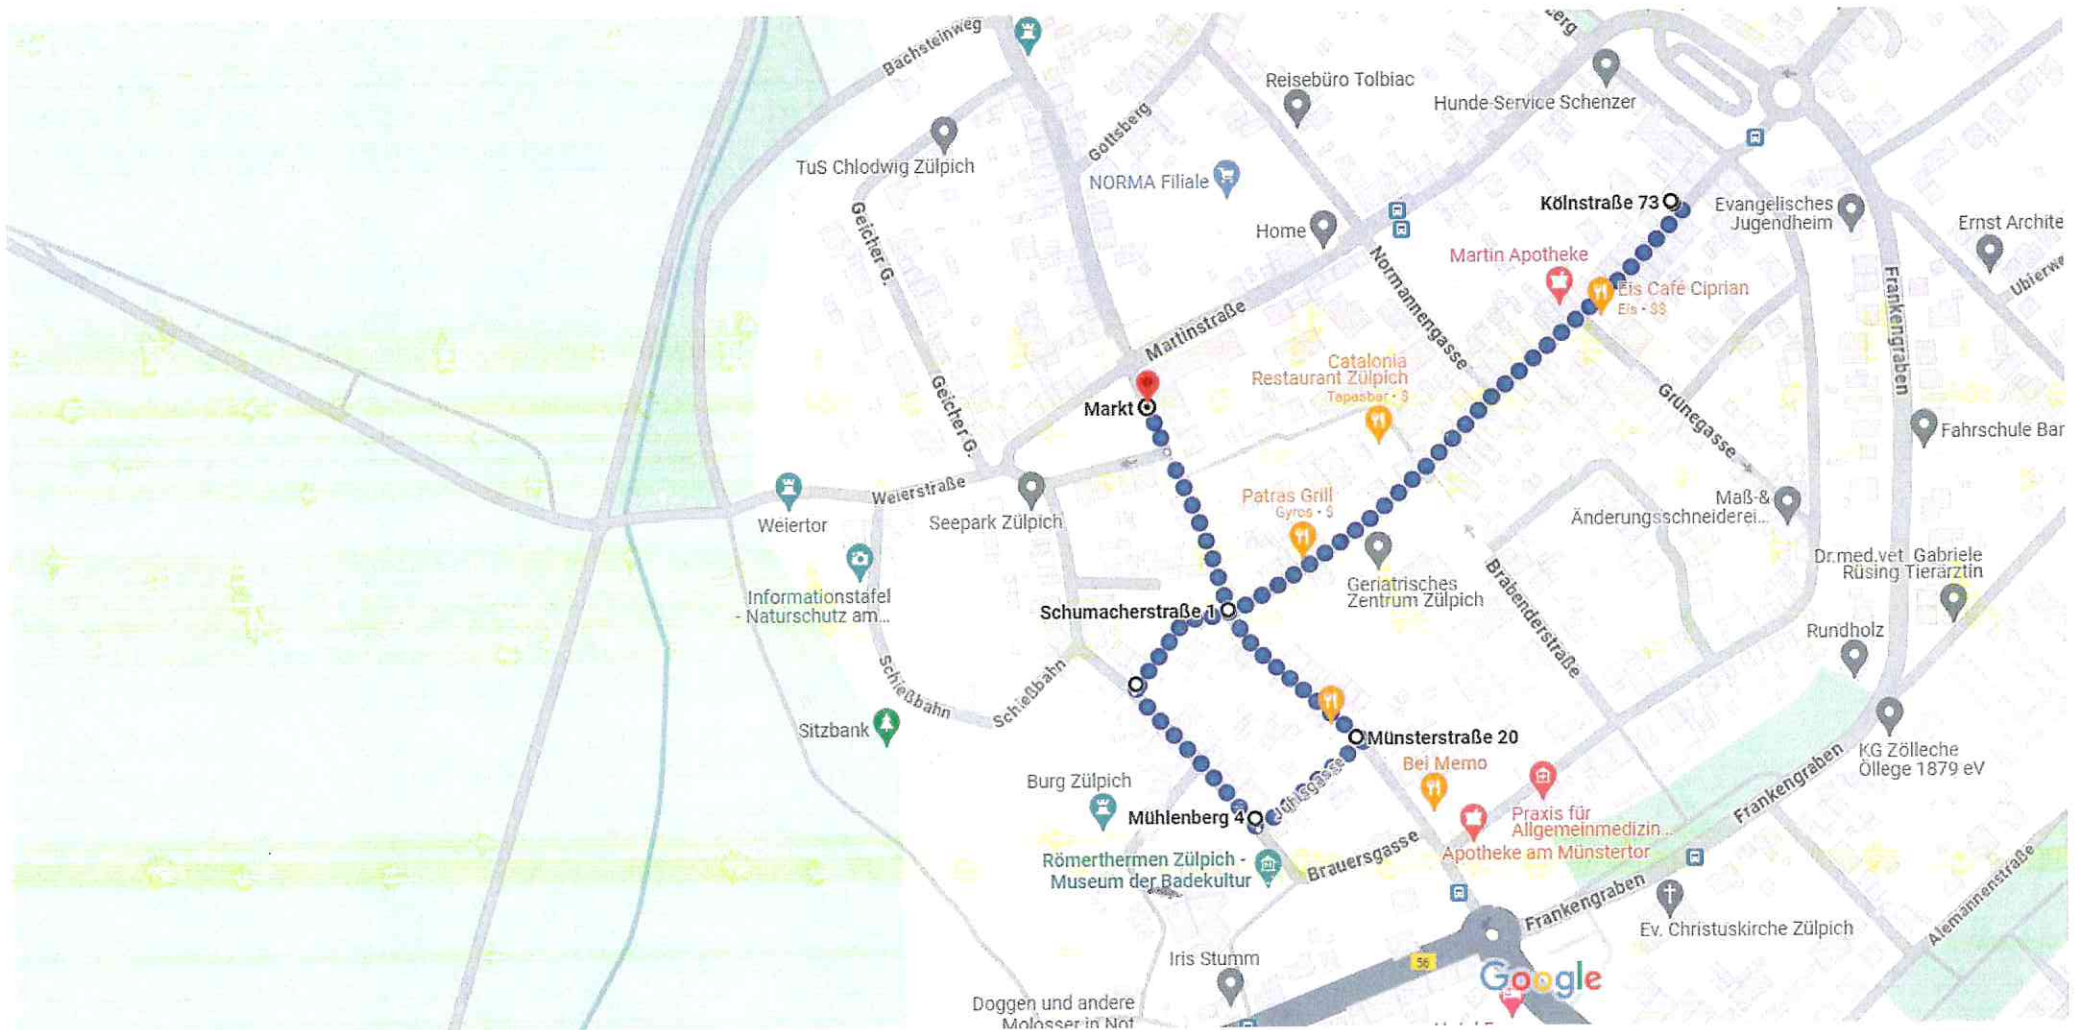 Bachsteinweg
Reisebüro Tolbiac
Hunde-Service Schenzer
Gottsberg
TuS Chlodwig Zülpich
NORMA Filiale
Kölnstraße 73
Evangelisches
Jugendheim
Ernst Archite
Geicher G.
Home
Martin Apotheke
Normannengasse
Eis Café Ciprian
Eis · $$
Frankengraben
Ubierwe
Martinstraße
Catalonia
Restaurant Zülpich
Tapasbar · $
Markt
Geicher G.
Grünegasse
Fahrschule Bar
Weierstraße
Patras Grill
Gyros · $
Maß-&
Änderungsschneiderei...
Weiertor
Seepark Zülpich
Dr.med.vet. Gabriele
Rüsing Tierärztin
Informationstafel
- Naturschutz am...
Geriatrisches
Zentrum Zülpich
Brabenderstraße
Schumacherstraße 1
Rundholz
Schießbahn
Schießbahn
Sitzbank
Münsterstraße 20
Bei Memo
KG Zölleche
Öllege 1879 eV
Burg Zülpich
Mühlenberg 4
Frankengraben
Praxis für
Allgemeinmedizin...
Apotheke am Münstertor
Römerthermen Zülpich -
Museum der Badekultur
Brauersgasse
Frankengraben
Alemannenstraße
Ev. Christuskirche Zülpich
Iris Stumm
56
Google
Doggen und andere
Molosser in Not